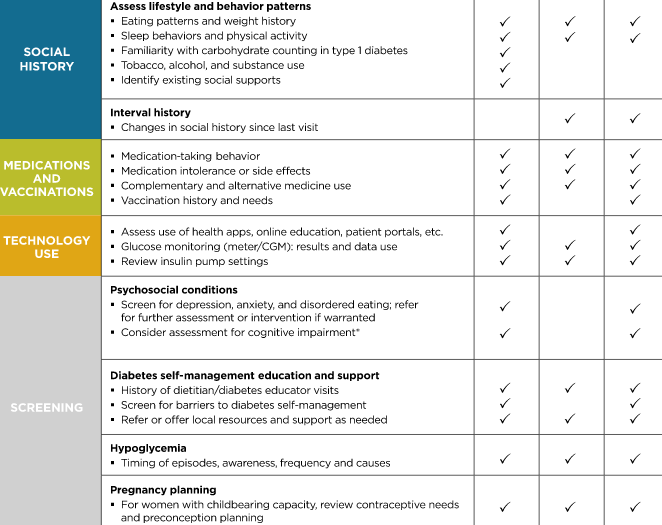 Assess lifestyle and behavior patterns
▪ Eating patterns and weight history ✓ ✓ ✓
▪ Sleep behaviors and physical activity ✓ ✓ ✓
▪ Familiarity with carbohydrate counting in type 1 diabetes ✓
▪ Tobacco, alcohol, and substance use ✓
▪ Identify existing social supports ✓
SOCIAL
HISTORY
Interval history
▪ Changes in social history since last visit ✓ ✓
MEDICATIONS
AND
VACCINATIONS
▪ Medication-taking behavior ✓ ✓ ✓
▪ Medication intolerance or side effects ✓ ✓ ✓
▪ Complementary and alternative medicine use ✓ ✓ ✓
▪ Vaccination history and needs ✓ ✓
TECHNOLOGY
USE
▪ Assess use of health apps, online education, patient portals, etc. ✓ ✓
▪ Glucose monitoring (meter/CGM): results and data use ✓ ✓ ✓
▪ Review insulin pump settings ✓ ✓ ✓
SCREENING
Psychosocial conditions
▪ Screen for depression, anxiety, and disordered eating; refer
for further assessment or intervention if warranted ✓ ✓
▪ Consider assessment for cognitive impairment* ✓ ✓
Diabetes self-management education and support
▪ History of dietitian/diabetes educator visits ✓ ✓ ✓
▪ Screen for barriers to diabetes self-management ✓ ✓
▪ Refer or offer local resources and support as needed ✓ ✓ ✓
Hypoglycemia
▪ Timing of episodes, awareness, frequency and causes ✓ ✓ ✓
Pregnancy planning
▪ For women with childbearing capacity, review contraceptive needs
and preconception planning ✓ ✓ ✓